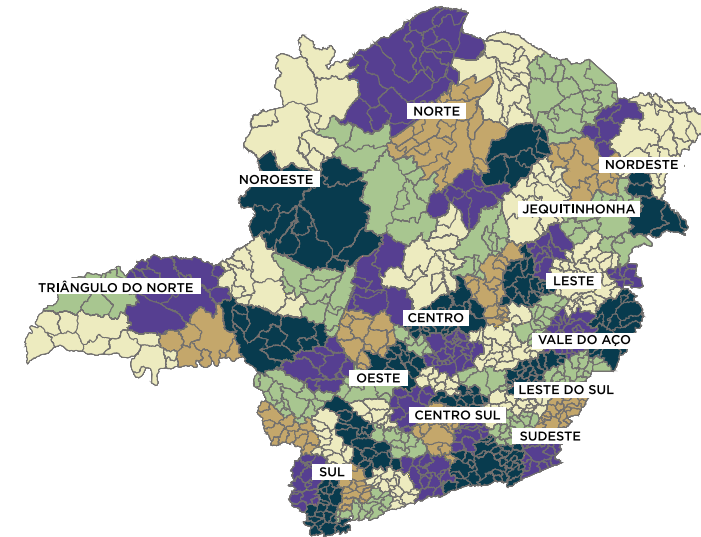 NORTE
NORDESTE
NOROESTE
JEQUITINHONHA
LESTE
TRIÂNGULO DO NORTE
CENTRO
VALE DO AÇO
OESTE
LESTE DO SUL
CENTRO SUL
SUDESTE
SUL